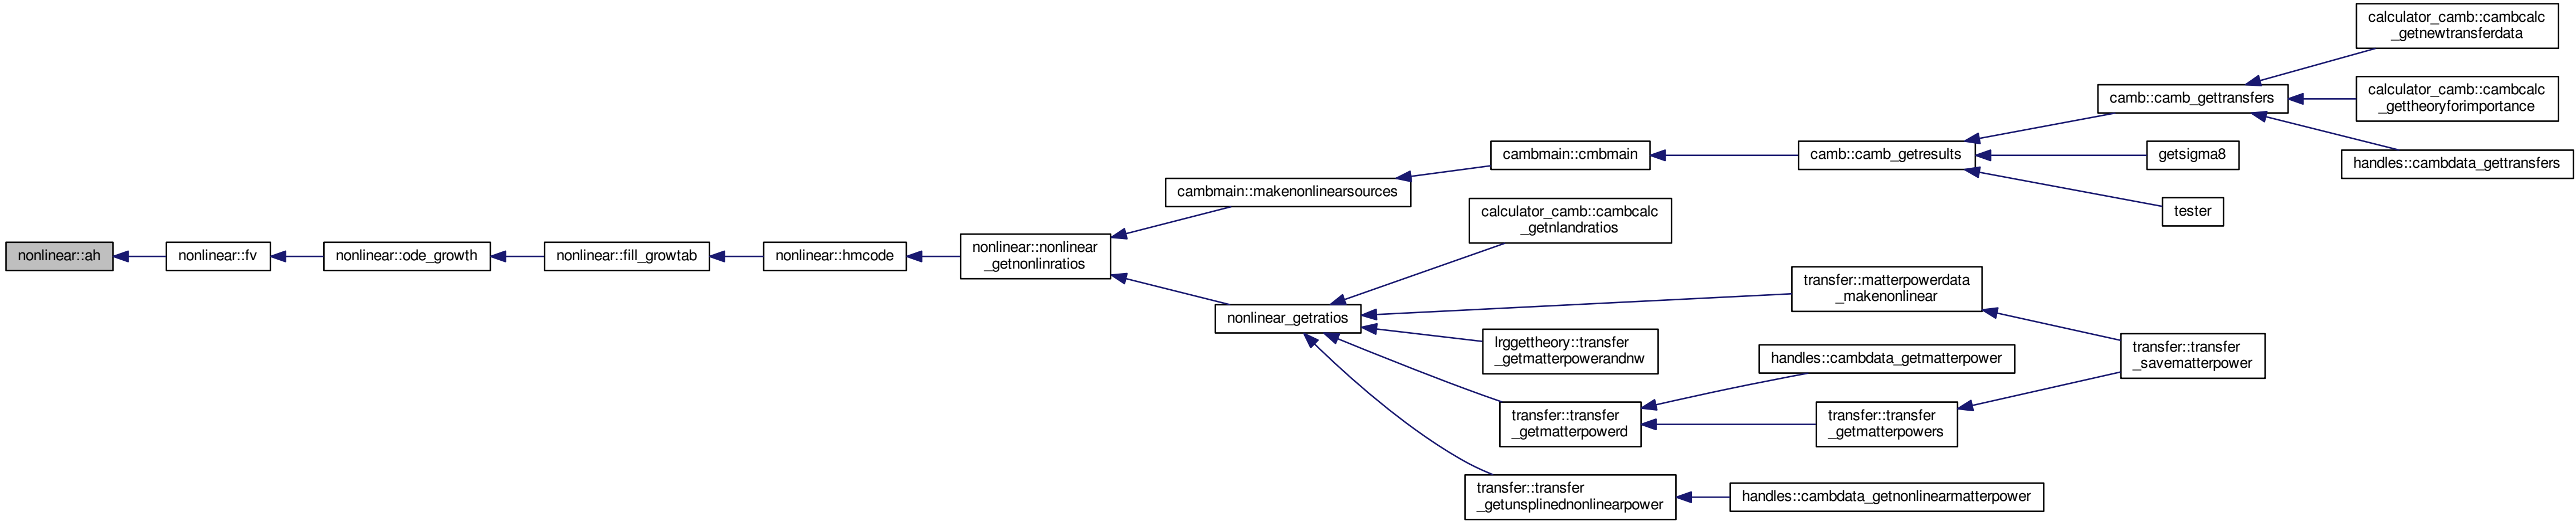 nonlinear::ah
nonlinear::fv
nonlinear::ode_growth
nonlinear::fill_growtab
nonlinear::hmcode
nonlinear::nonlinear
_getnonlinratios
cambmain::makenonlinearsources
cambmain::cmbmain
camb::camb_getresults
camb::camb_gettransfers
calculator_camb::cambcalc
_getnewtransferdata
calculator_camb::cambcalc
_gettheoryforimportance
handles::cambdata_gettransfers
getsigma8
tester
nonlinear_getratios
calculator_camb::cambcalc
_getnlandratios
transfer::matterpowerdata
_makenonlinear
lrggettheory::transfer
_getmatterpowerandnw
transfer::transfer
_getmatterpowerd
handles::cambdata_getmatterpower
transfer::transfer
_getmatterpowers
transfer::transfer
_savematterpower
transfer::transfer
_getunsplinednonlinearpower
handles::cambdata_getnonlinearmatterpower